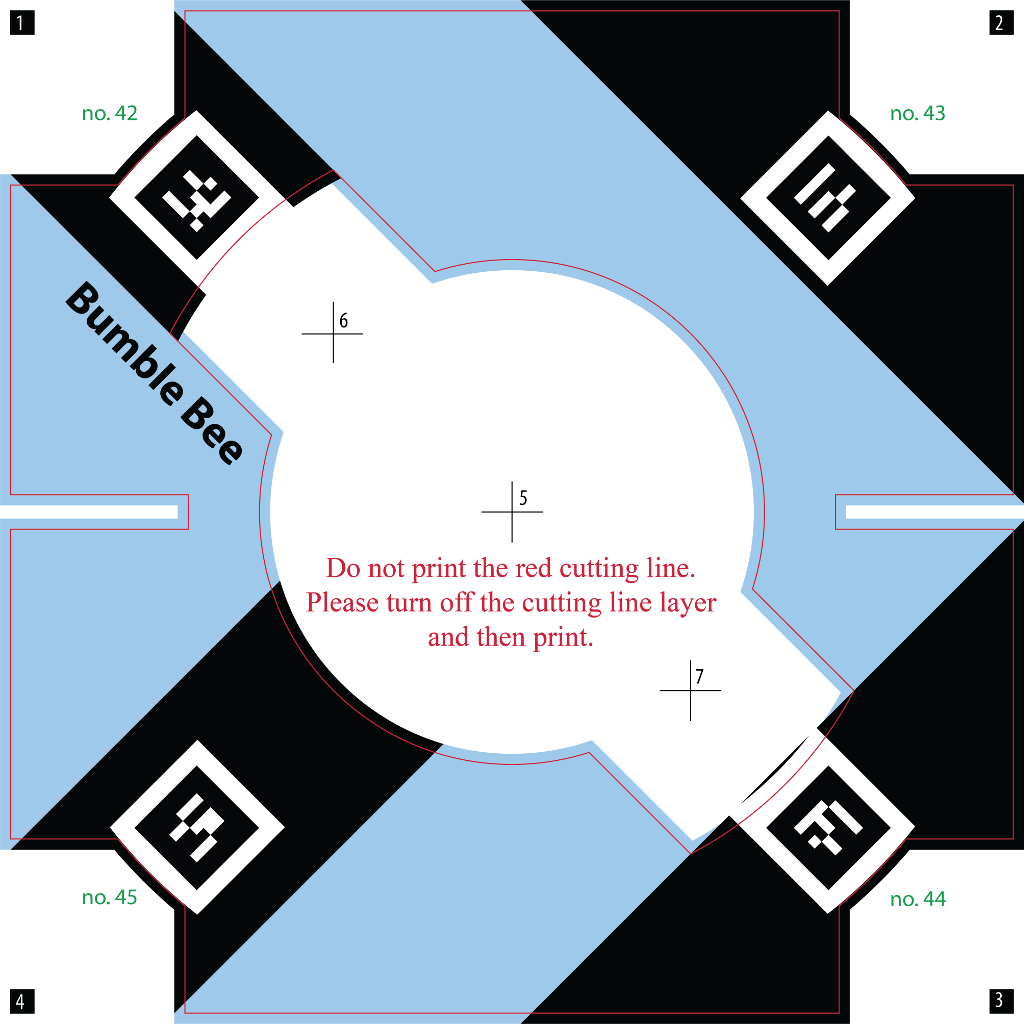 1
2
no. 42
no. 43
6
Bumble Bee
5
Do not print the red cutting line.
Please turn off the cutting line layer
and then print.
7
no. 45
no. 44
4
3